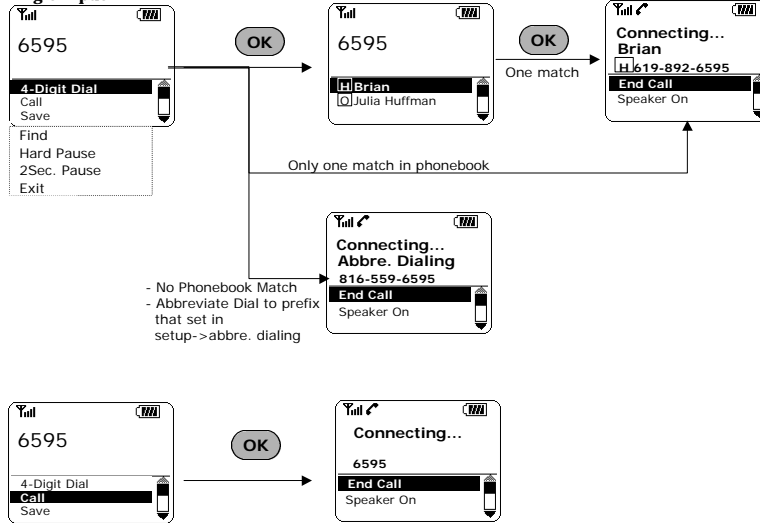 6595
4-Digit Dial
Call
Save
Find
Hard Pause
2Sec. Pause
Exit
OK
6595
H Brian
O Julia Huffman
OK
One match
Connecting...
Brian
H 619-892-6595
End Call
Speaker On
Only one match in phonebook
Connecting...
Abbre. Dialing
816-559-6595
End Call
Speaker On
- No Phonebook Match
- Abbreviate Dial to prefix
that set in
setup->abbre. dialing
6595
4-Digit Dial
Call
Save
OK
Connecting...
6595
End Call
Speaker On